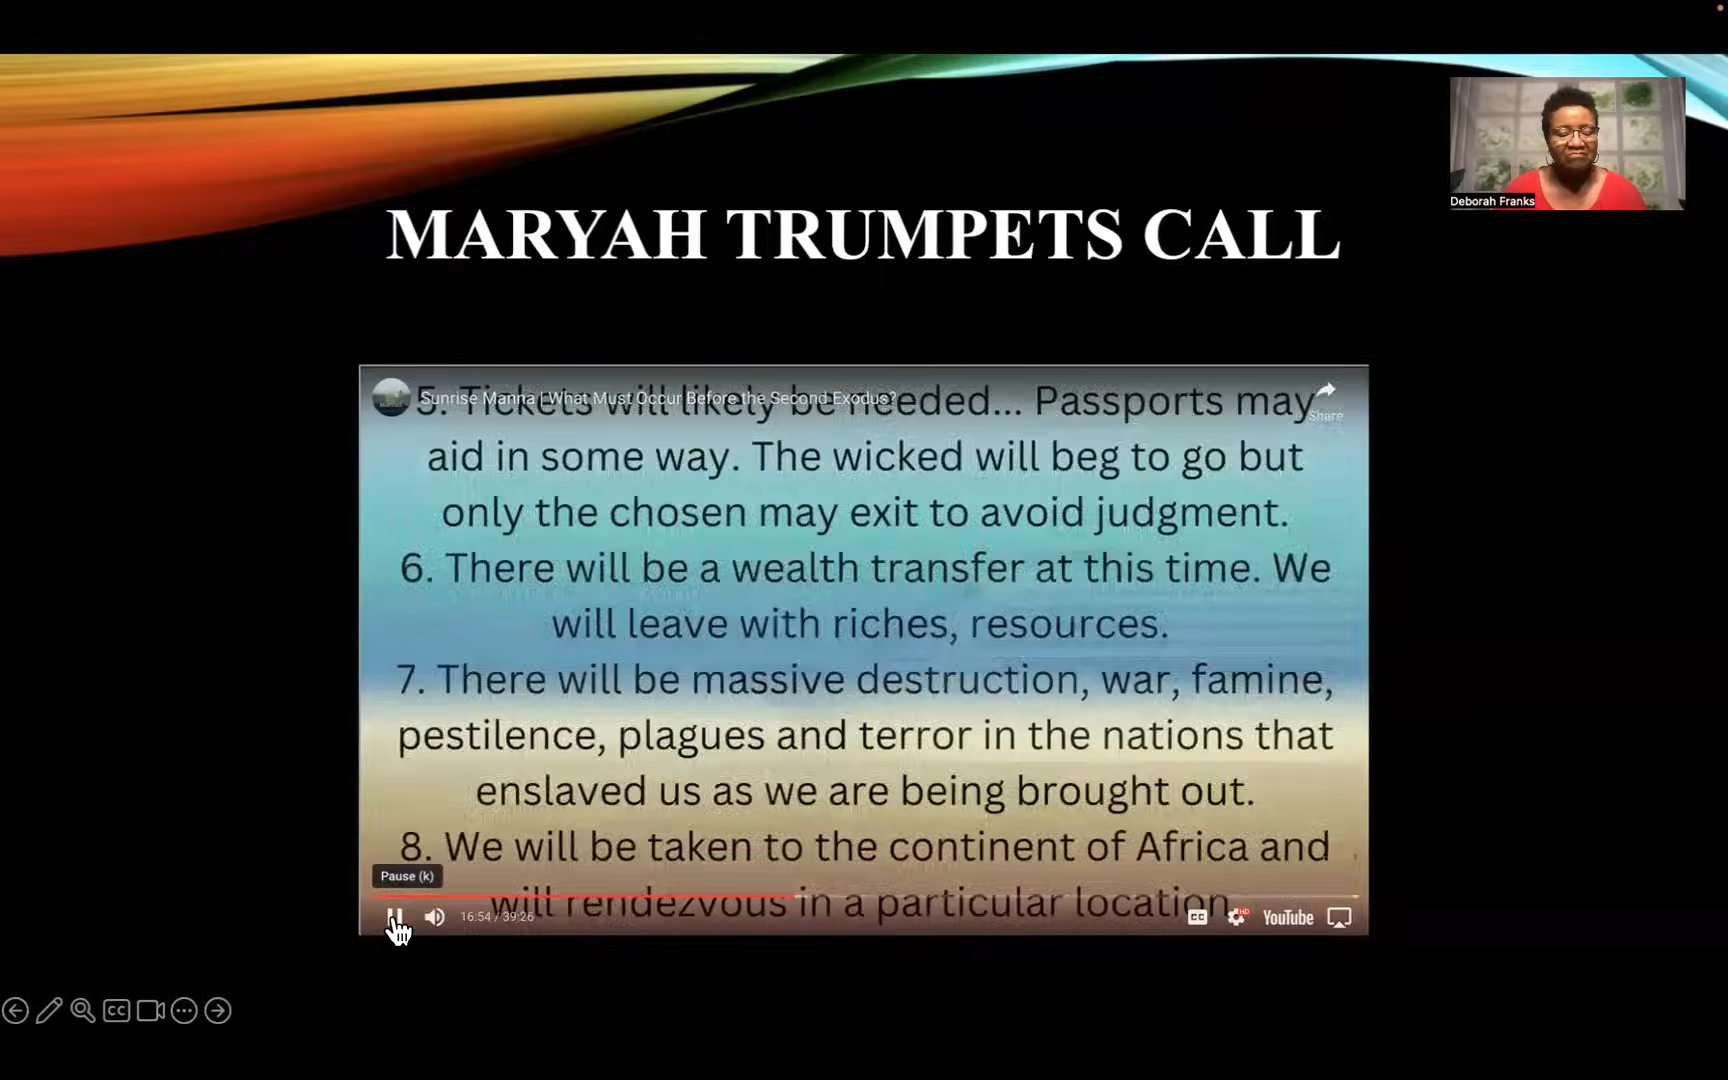 Deborah Franks
MARYAH TRUMPETS CALL
Sunrise Manna | What Must Occur Before the Second Exodus?
Share
5. Tickets will likely be needed... Passports may
aid in some way. The wicked will beg to go but
only the chosen may exit to avoid judgment.
6. There will be a wealth transfer at this time. We
will leave with riches, resources.
7. There will be massive destruction, war, famine,
pestilence, plagues and terror in the nations that
enslaved us as we are being brought out.
8. We will be taken to the continent of Africa and
will rendezvous in a particular location.
Pause (k)
16:54 / 39:26
CC
HD
YouTube
CC